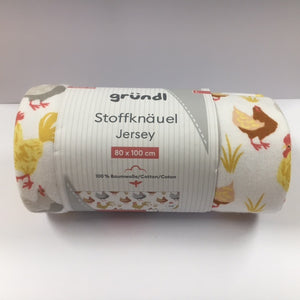 gründl
Stoffknäuel
Jersey
80 x 100 cm
100 % Baumwolle/Cotton/Coton